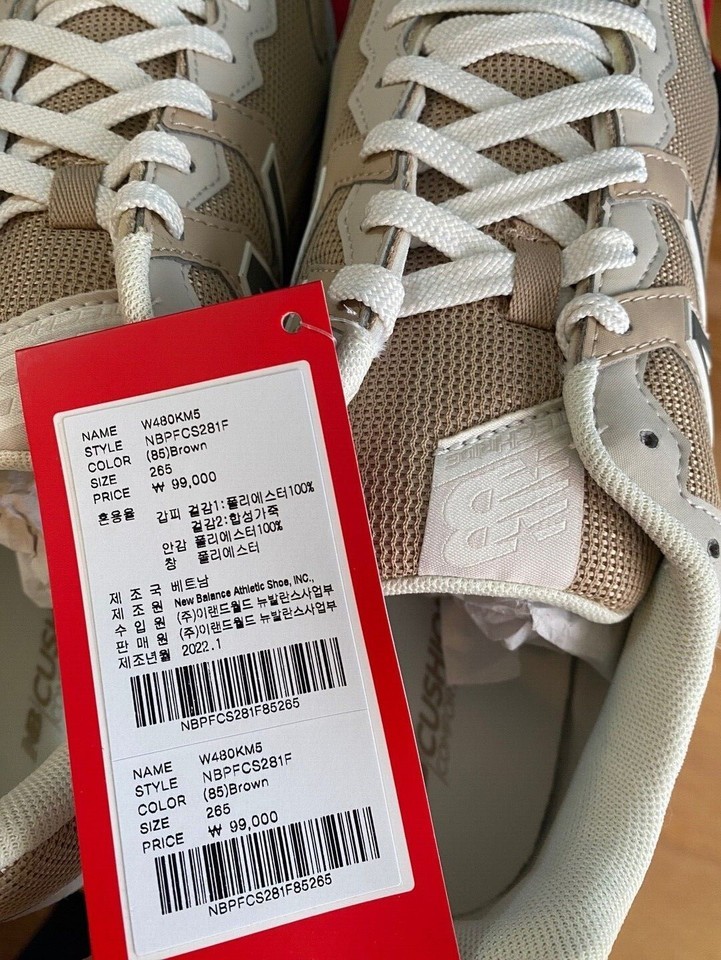 NAME W480KM5
STYLE NBPFCS281F
COLOR (85)Brown
SIZE 265
PRICE ₩ 99,000
혼용율 갑피 겉감1:폴리에스터100%
겉감2:합성가죽
안감 폴리에스터100%
창 폴리에스터
제조국 베트남
제조원 New Balance Athletic Shoe, INC.,
수입원 (주)이랜드월드 뉴발란스사업부
판매원 (주)이랜드월드 뉴발란스사업부
제조년월 2022.1
NBPFCS281F85265
NAME W480KM5
STYLE NBPFCS281F
COLOR (85)Brown
SIZE 265
PRICE ₩ 99,000
NBPFCS281F85265
NB CUSH
CUSH